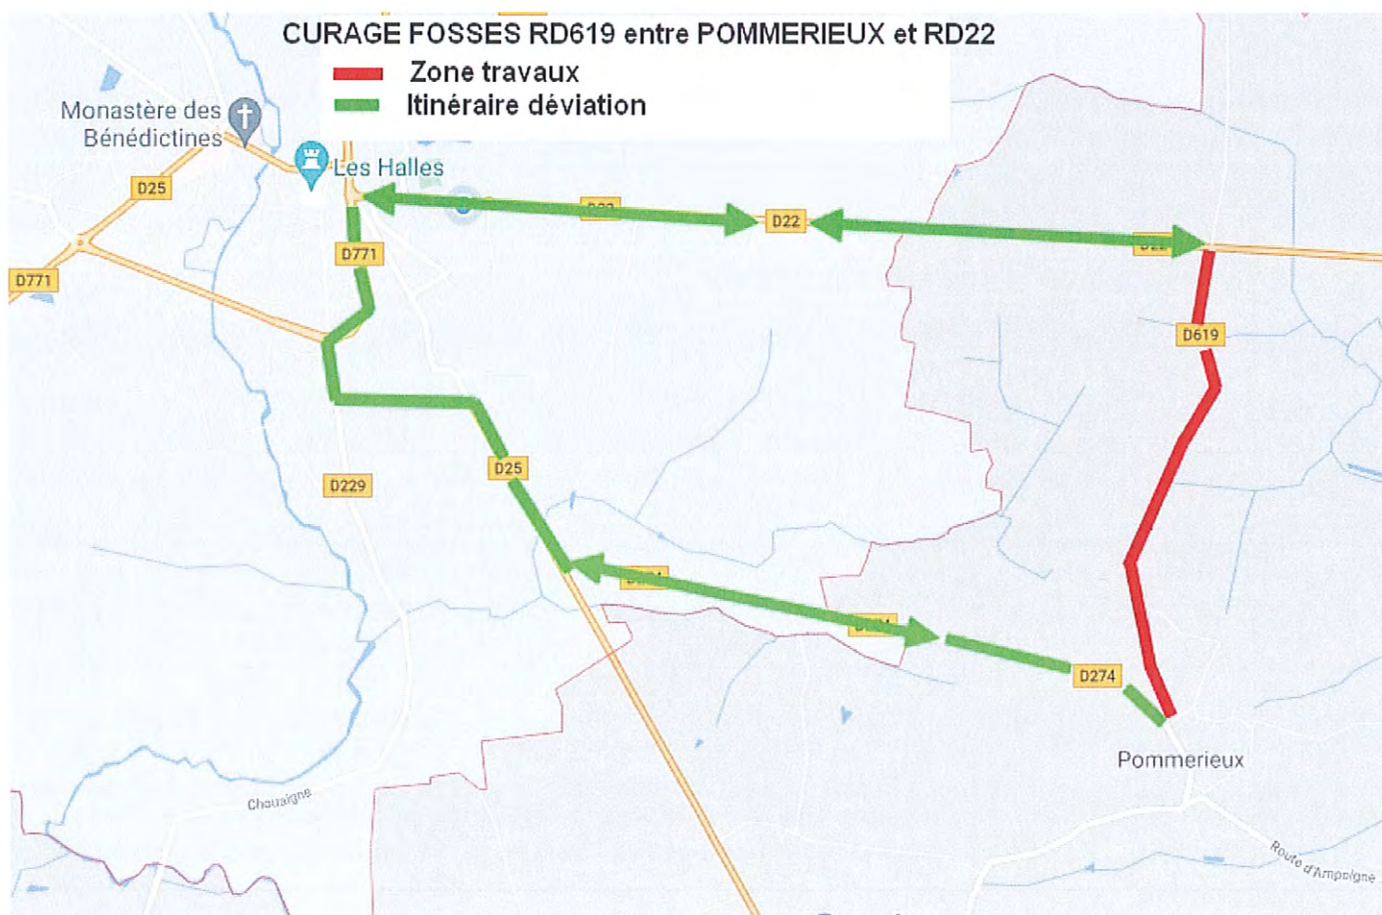 CURAGE FOSSES RD619 entre POMMERIEUX et RD22
Zone travaux
Itinéraire déviation
Monastère des
Bénédictines
Les Halles
D25
D22
D771
D771
D619
D25
D229
D274
Pommerieux
Chouaigne
Route d'Ampoigne